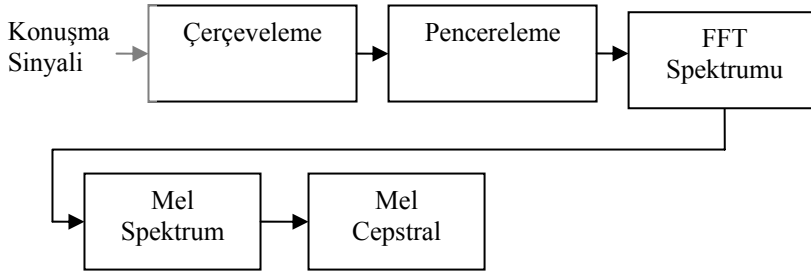 Konuşma
Sinyali
Çerçeveleme
Pencereleme
FFT
Spektrumu
Mel
Spektrum
Mel
Cepstral